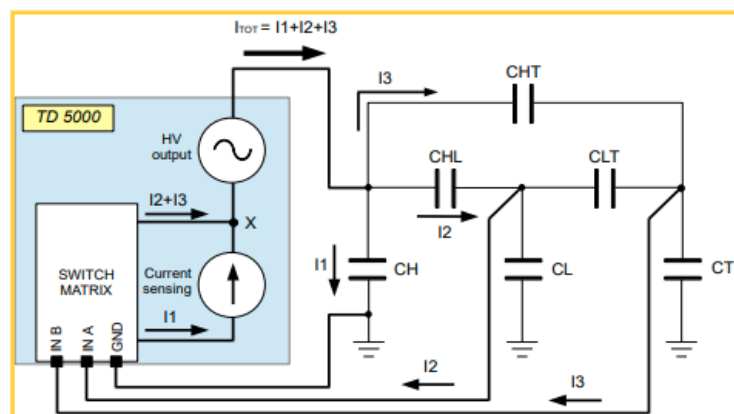 ITOT = I1+I2+I3
I3
CHT
TD 5000
HV
output
CHL
CLT
I2+I3
X
I2
SWITCH
MATRIX
Current
sensing
I1
CH
CL
CT
I1
IN B
IN A
GND
I2
I3